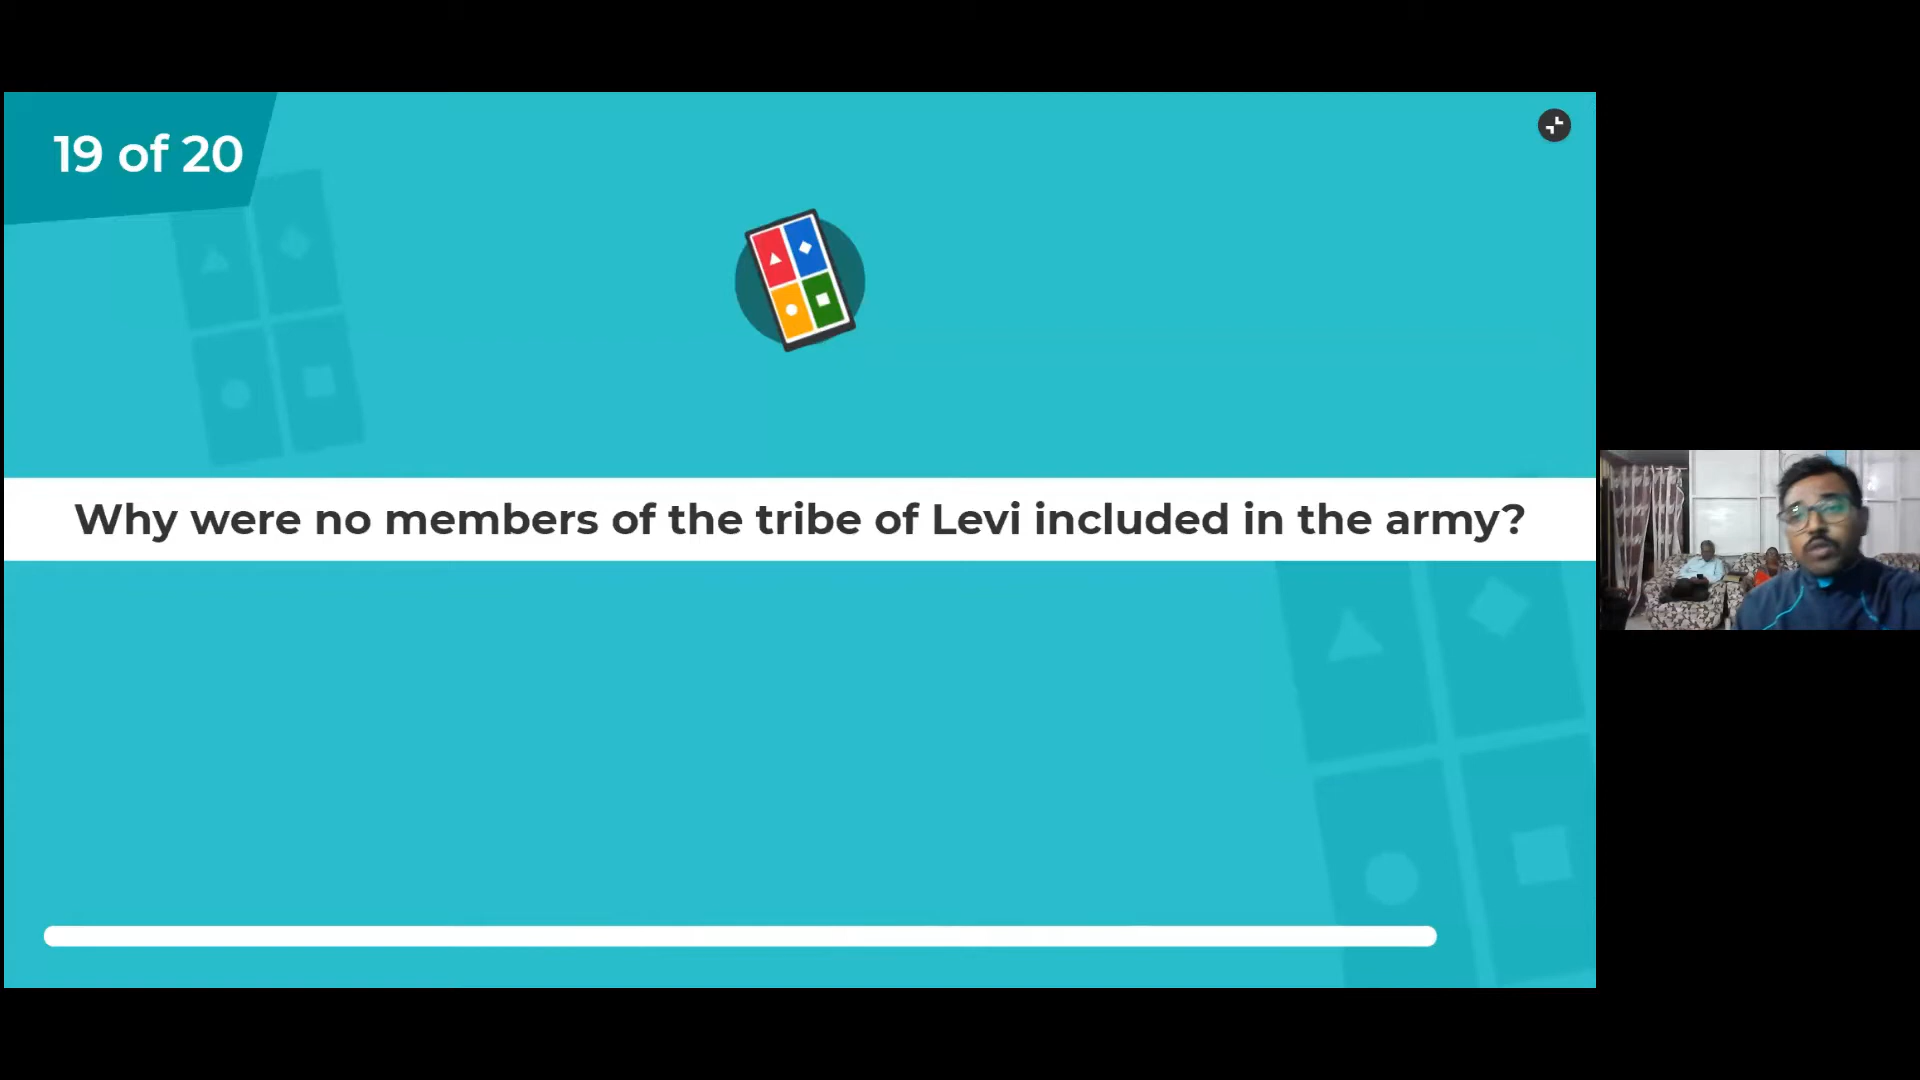 19 of 20
Why were no members of the tribe of Levi included in the army?